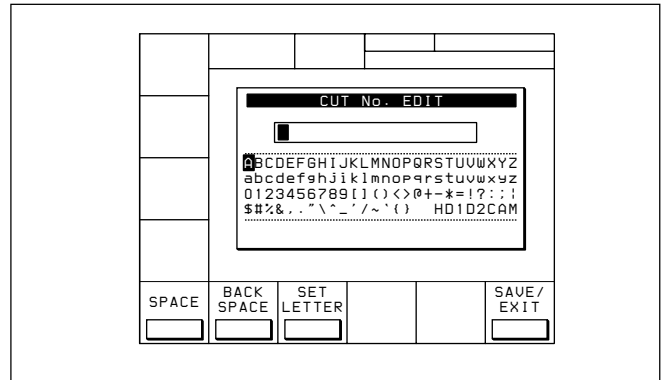 CUT No. EDIT
ABCDEFGHIJKLMNOPQRSTUVWXYZ
abcdefghijklmnopqrstuvwxyz
0123456789[]()<>@+-*=!?:;¦
$#%&,."\^_'/~`{} HD1D2CAM
SPACE
BACK SPACE
SET LETTER
SAVE/ EXIT